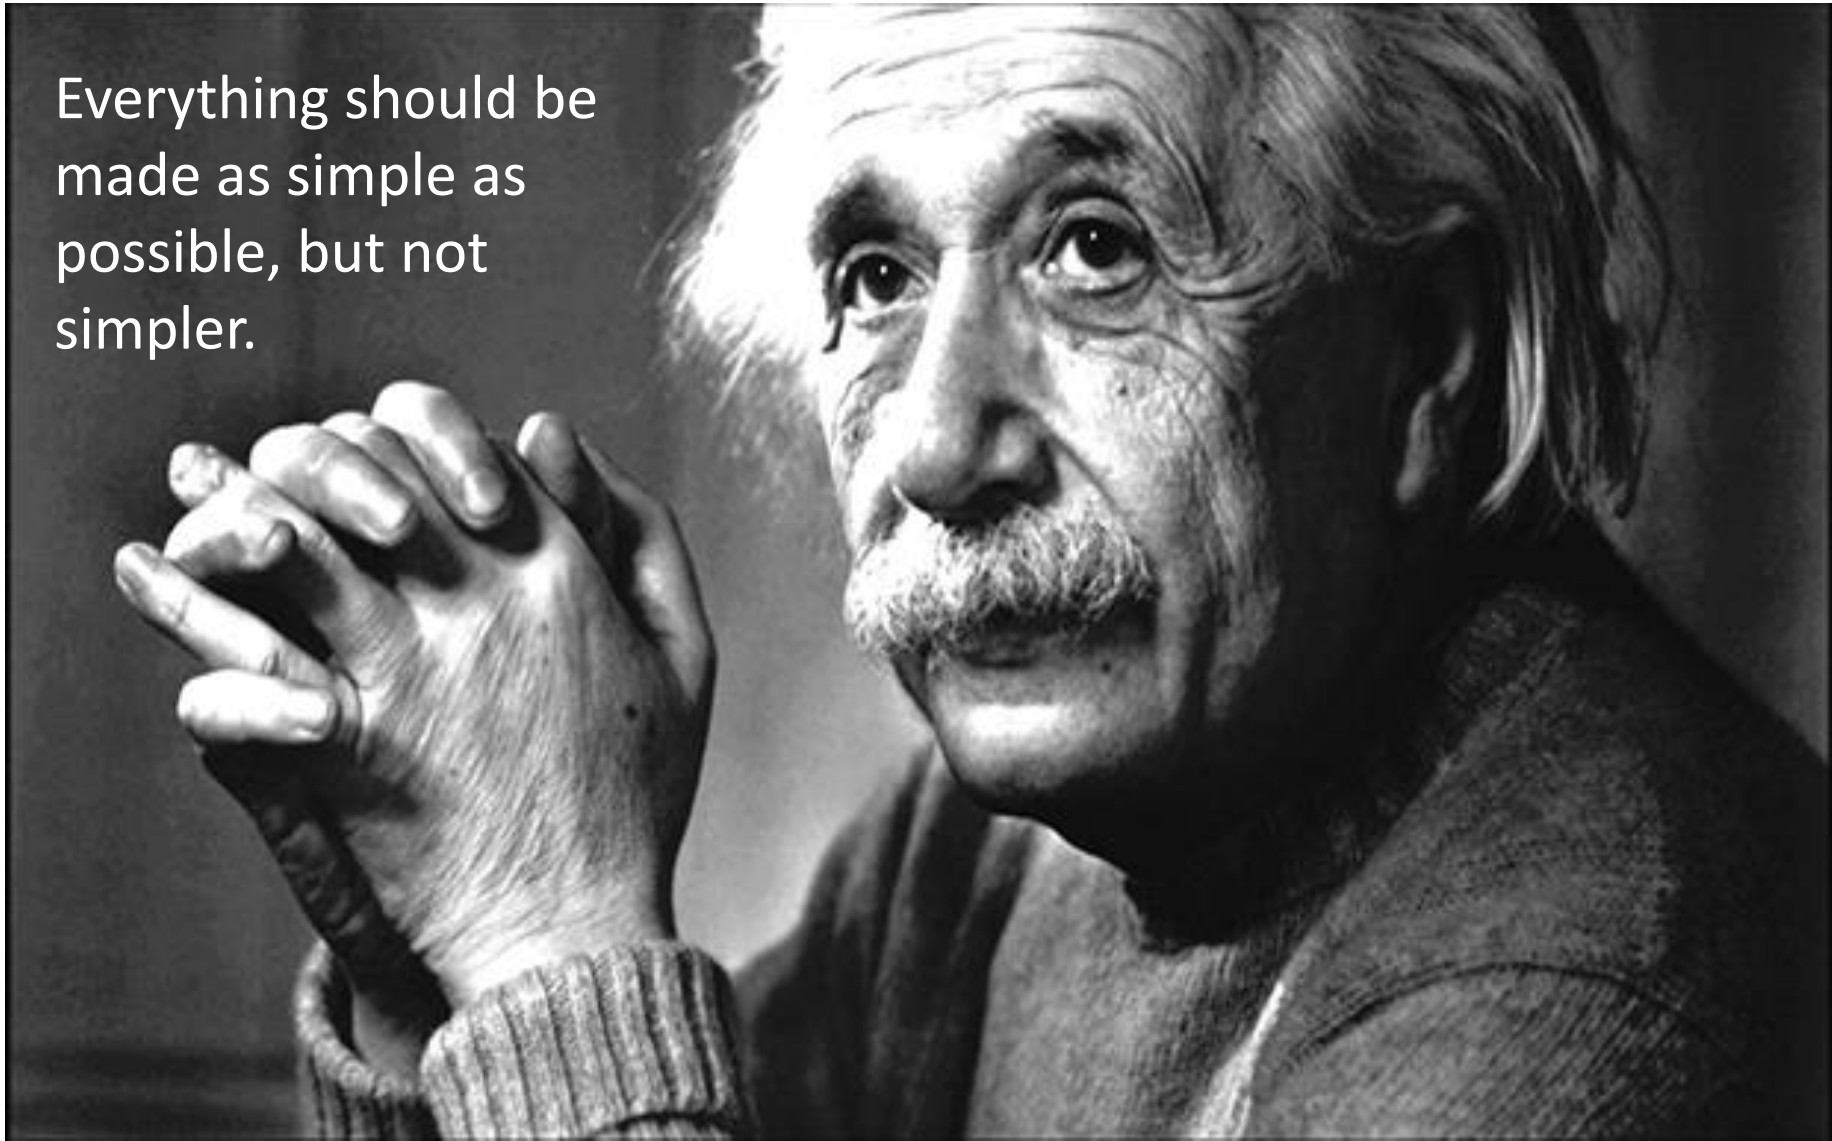 Everything should be
made as simple as
possible, but not
simpler.